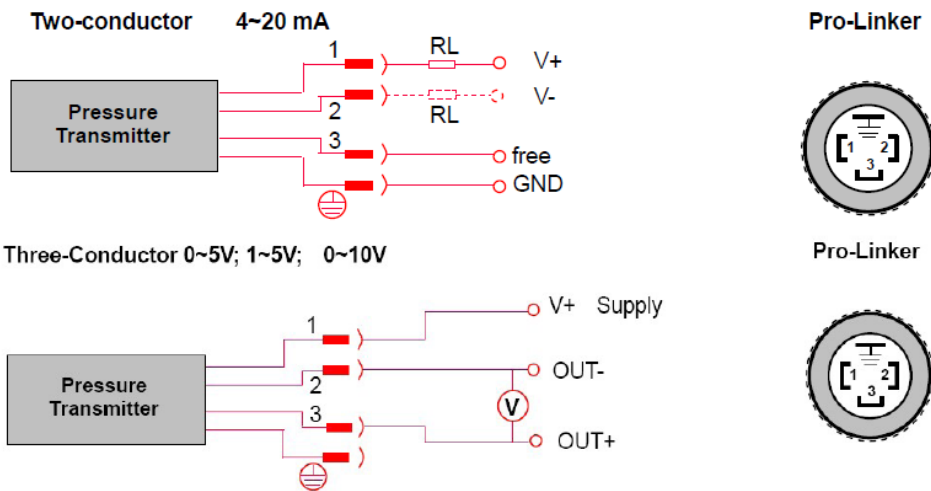 Two-conductor 4~20 mA
Pro-Linker
1
RL
V+
Pressure
Transmitter
2
RL
V-
3
free
GND
1 2
3
Three-Conductor 0~5V; 1~5V; 0~10V
Pro-Linker
1
V+ Supply
Pressure
Transmitter
2
OUT-
V
3
OUT+
1 2
3